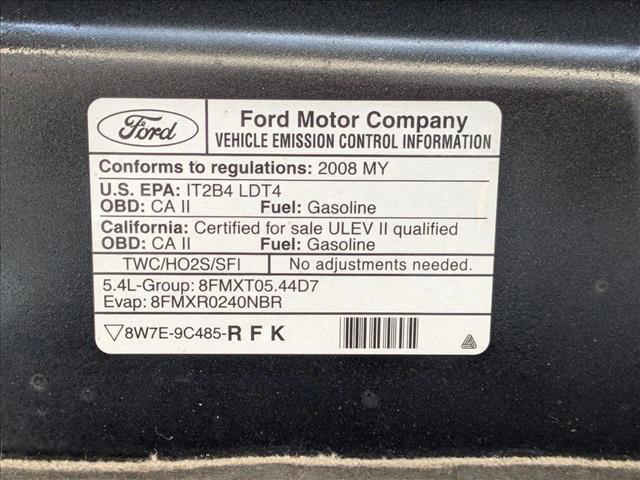 Ford
Ford Motor Company
VEHICLE EMISSION CONTROL INFORMATION
Conforms to regulations: 2008 MY
U.S. EPA: IT2B4 LDT4
OBD: CA II Fuel: Gasoline
California: Certified for sale ULEV II qualified
OBD: CA II Fuel: Gasoline
TWC/HO2S/SFI No adjustments needed.
5.4L-Group: 8FMXT05.44D7
Evap: 8FMXR0240NBR
8W7E-9C485-R F K